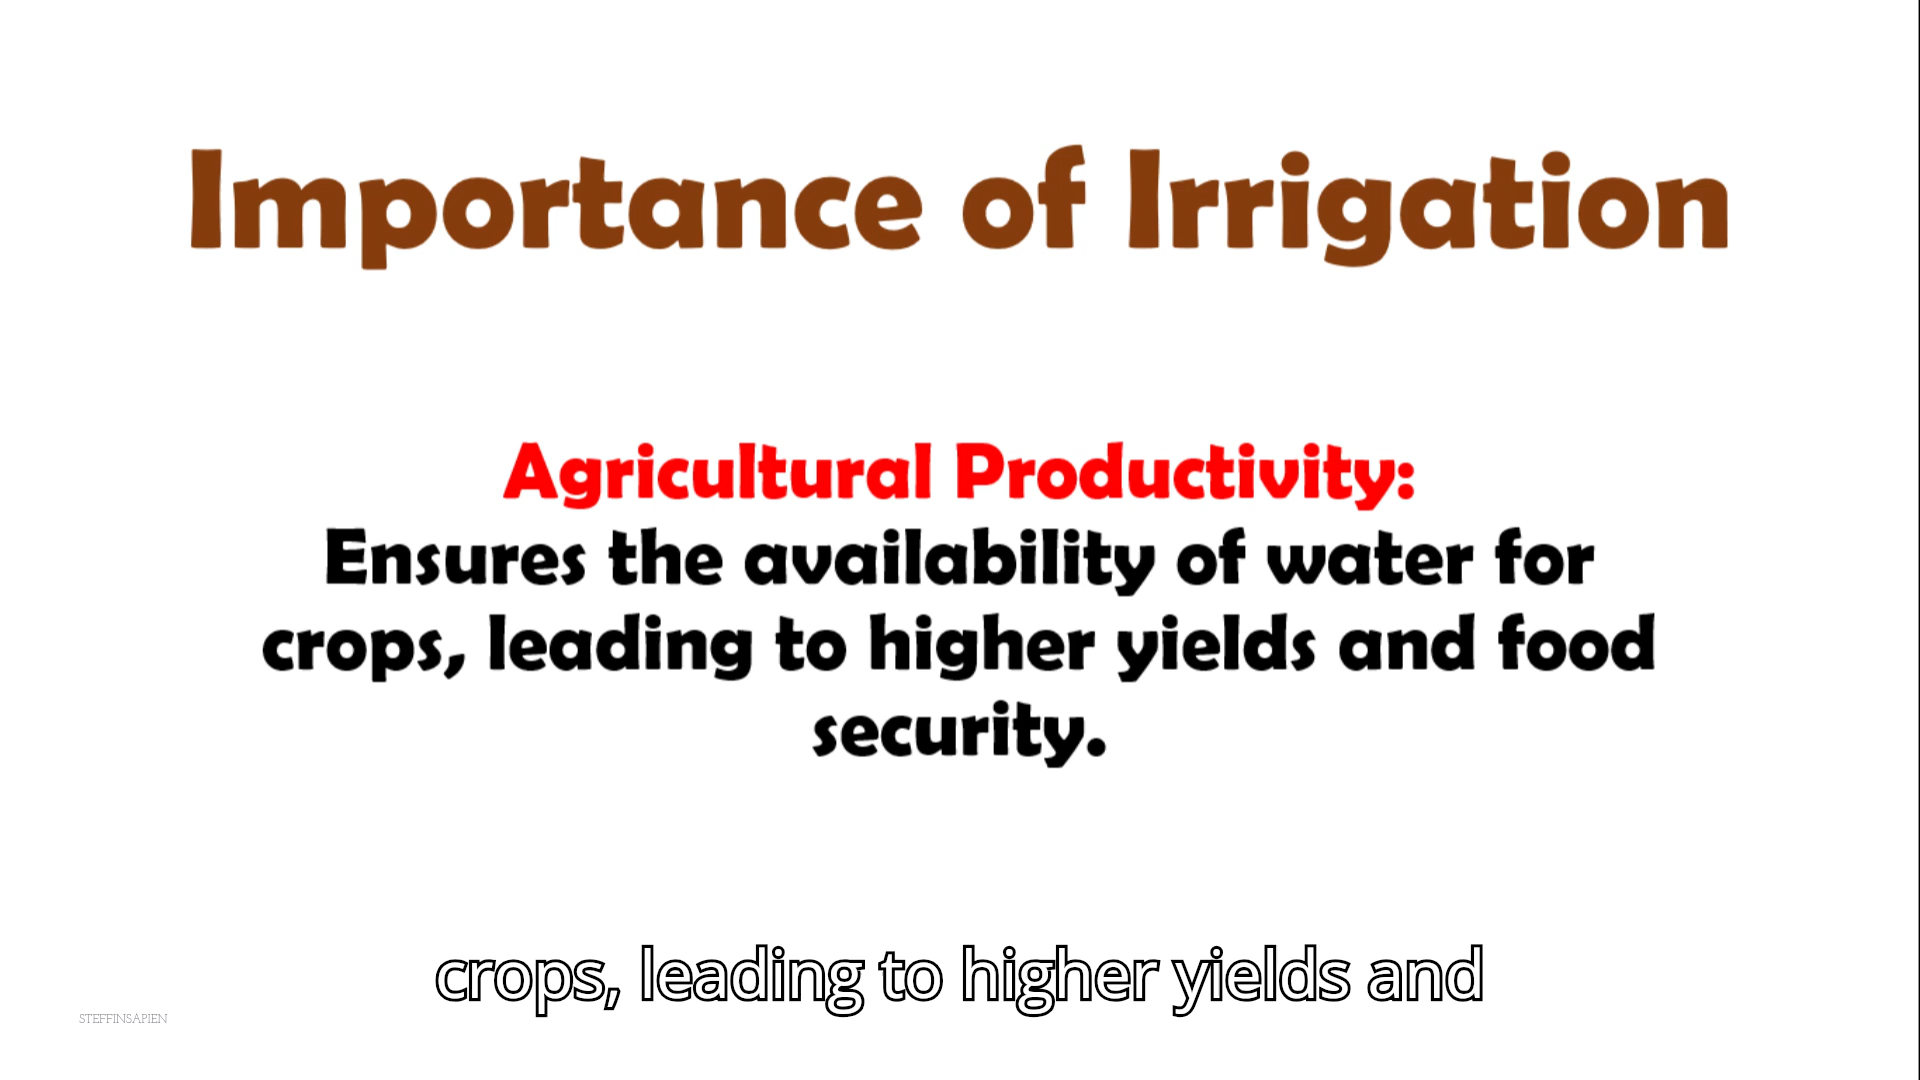 Importance of Irrigation
Agricultural Productivity:
Ensures the availability of water for
crops, leading to higher yields and food
security.
crops, leading to higher yields and
STEFFINSAPIEN